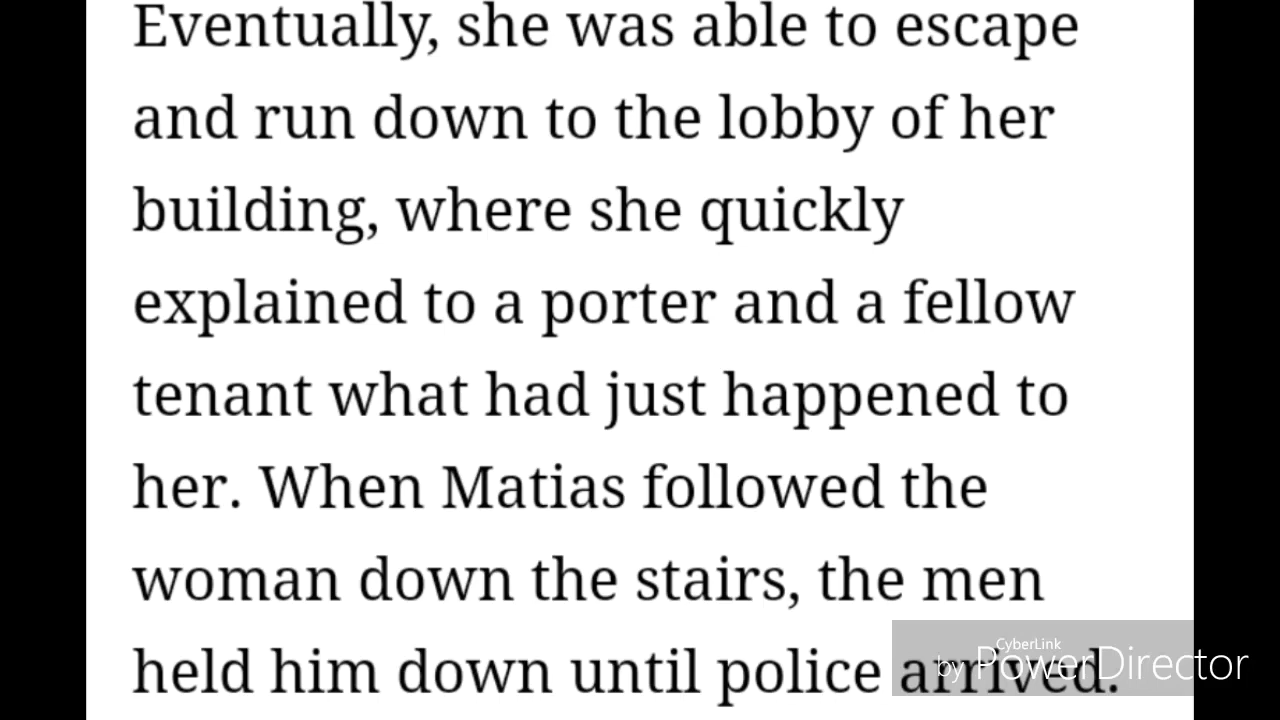 Eventually, she was able to escape
and run down to the lobby of her
building, where she quickly
explained to a porter and a fellow
tenant what had just happened to
her. When Matias followed the
woman down the stairs, the men
held him down until police arrived.
CyberLink
by PowerDirector